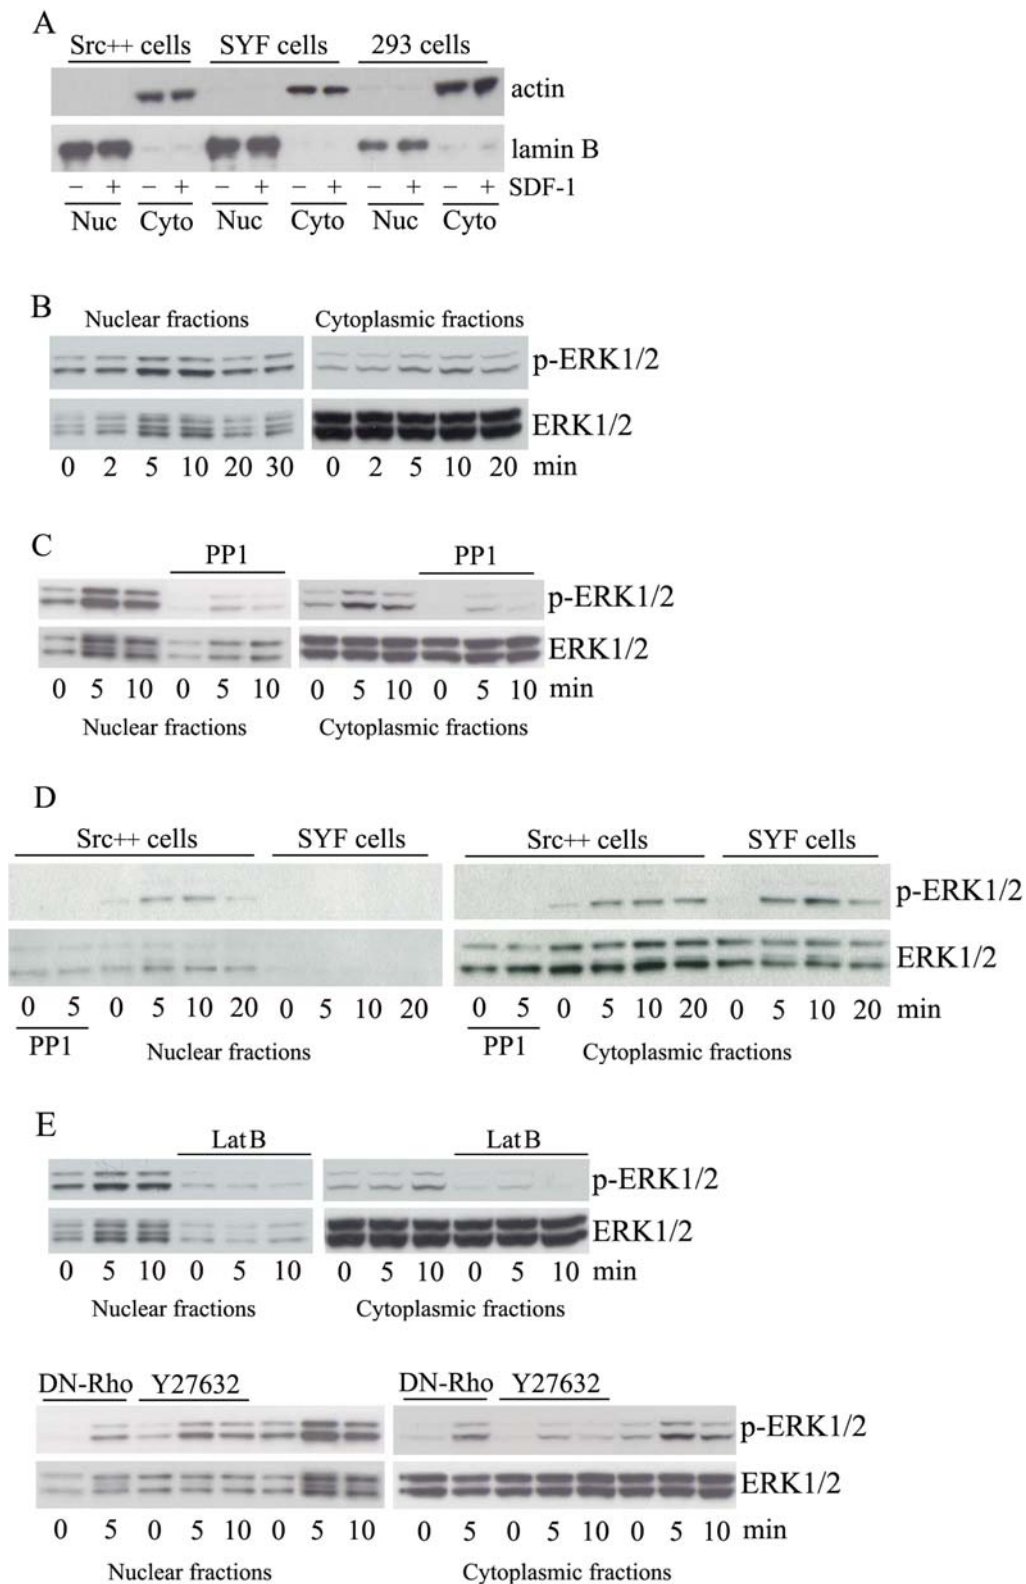 A
Src++ cells SYF cells 293 cells
actin
lamin B
− + − + − + − + − + − + SDF-1
Nuc Cyto Nuc Cyto Nuc Cyto
B
Nuclear fractions Cytoplasmic fractions
p-ERK1/2
ERK1/2
0 2 5 10 20 30 0 2 5 10 20 min
C
PP1 PP1
p-ERK1/2
ERK1/2
0 5 10 0 5 10 0 5 10 0 5 10 min
Nuclear fractions Cytoplasmic fractions
D
Src++ cells SYF cells Src++ cells SYF cells
p-ERK1/2
ERK1/2
0 5 0 5 10 20 0 5 10 20 0 5 0 5 10 20 0 5 10 20 min
PP1 Nuclear fractions PP1 Cytoplasmic fractions
E
LatB LatB
p-ERK1/2
ERK1/2
0 5 10 0 5 10 0 5 10 0 5 10 min
Nuclear fractions Cytoplasmic fractions
DN-Rho Y27632 DN-Rho Y27632
p-ERK1/2
ERK1/2
0 5 0 5 10 0 5 10 0 5 0 5 10 0 5 10 min
Nuclear fractions Cytoplasmic fractions